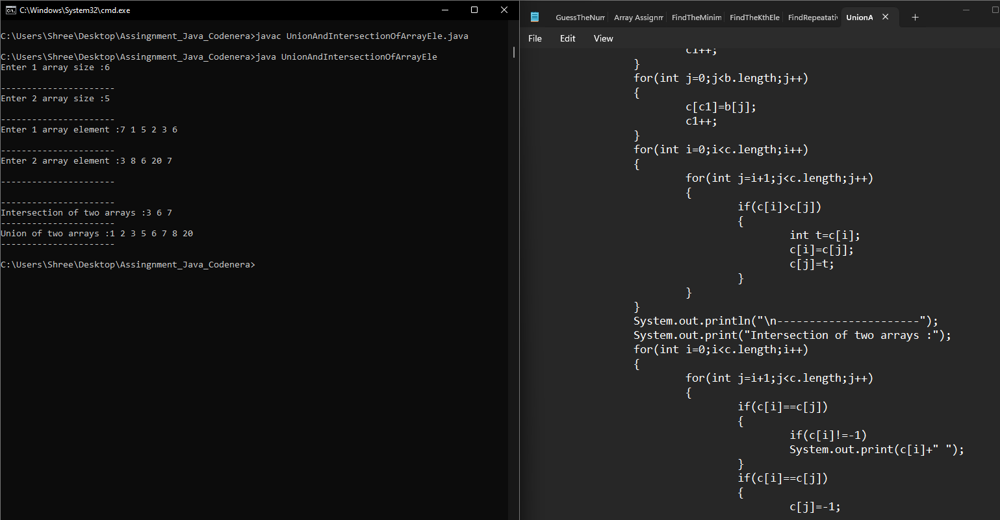 C:\Windows\System32\cmd.exe
C:\Users\Shree\Desktop\Assingnment_Java_Codenera>javac UnionAndIntersectionOfArrayEle.java
C:\Users\Shree\Desktop\Assingnment_Java_Codenera>java UnionAndIntersectionOfArrayEle
Enter 1 array size :6
----------------------
Enter 2 array size :5
----------------------
Enter 1 array element :7 1 5 2 3 6
----------------------
Enter 2 array element :3 8 6 20 7
----------------------
----------------------
Intersection of two arrays :3 6 7
----------------------
Union of two arrays :1 2 3 5 6 7 8 20
----------------------
C:\Users\Shree\Desktop\Assingnment_Java_Codenera>
GuessTheNum Array Assignm FindTheMinim FindTheKthEle FindRepeatativ UnionA
File Edit View
c1++;
}
for(int j=0;j<b.length;j++)
{
c[c1]=b[j];
c1++;
}
for(int i=0;i<c.length;i++)
{
for(int j=i+1;j<c.length;j++)
{
if(c[i]>c[j])
{
int t=c[i];
c[i]=c[j];
c[j]=t;
}
}
}
System.out.println("\n----------------------");
System.out.print("Intersection of two arrays :");
for(int i=0;i<c.length;i++)
{
for(int j=i+1;j<c.length;j++)
{
if(c[i]==c[j])
{
if(c[i]!=-1)
System.out.print(c[i]+" ");
}
if(c[i]==c[j])
{
c[j]=-1;